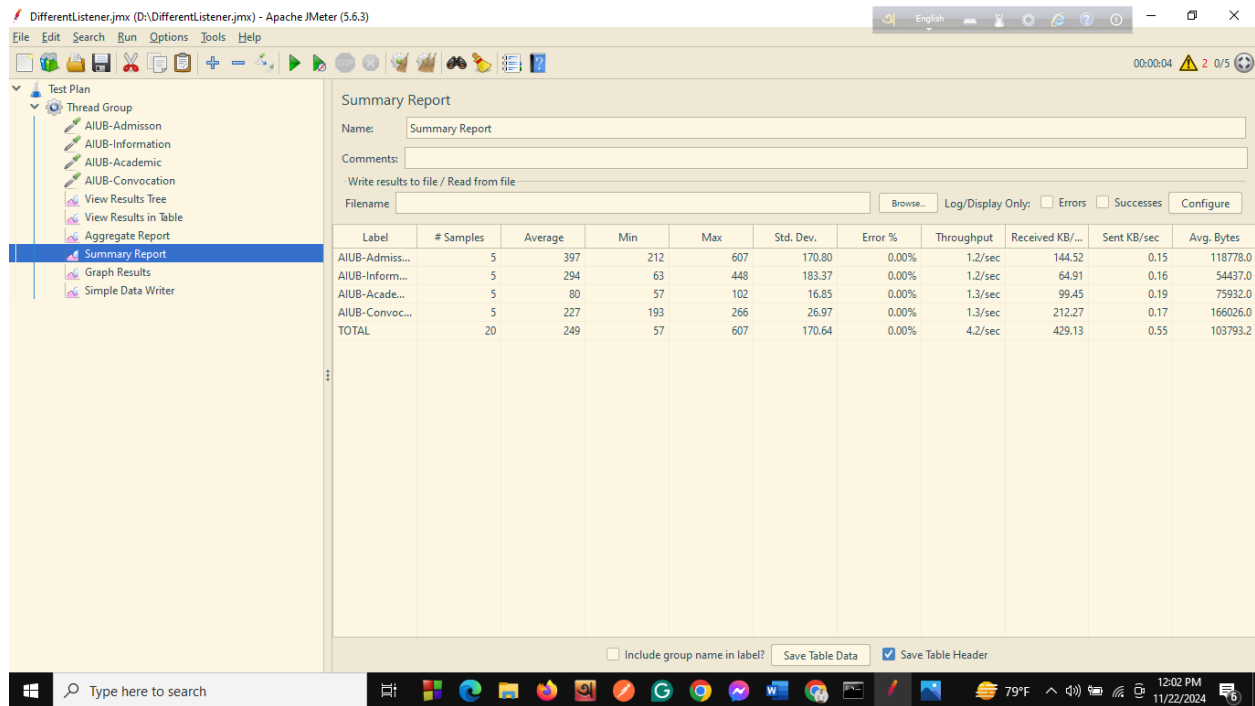 DifferentListener.jmx (D:\DifferentListener.jmx) - Apache JMeter (5.6.3)
English
File Edit Search Run Options Tools Help
00:00:04 2 0/5
Test Plan
Thread Group
AIUB-Admisson
AIUB-Information
AIUB-Academic
AIUB-Convocation
View Results Tree
View Results in Table
Aggregate Report
Summary Report
Graph Results
Simple Data Writer
Summary Report
Name: Summary Report
Comments:
Write results to file / Read from file
Filename Browse... Log/Display Only: Errors Successes Configure
Label # Samples Average Min Max Std. Dev. Error % Throughput Received KB/... Sent KB/sec Avg. Bytes
AIUB-Admiss... 5 397 212 607 170.80 0.00% 1.2/sec 144.52 0.15 118778.0
AIUB-Inform... 5 294 63 448 183.37 0.00% 1.2/sec 64.91 0.16 54437.0
AIUB-Acade... 5 80 57 102 16.85 0.00% 1.3/sec 99.45 0.19 75932.0
AIUB-Convoc... 5 227 193 266 26.97 0.00% 1.3/sec 212.27 0.17 166026.0
TOTAL 20 249 57 607 170.64 0.00% 4.2/sec 429.13 0.55 103793.2
Include group name in label? Save Table Data Save Table Header
Type here to search
79°F
12:02 PM
11/22/2024
6